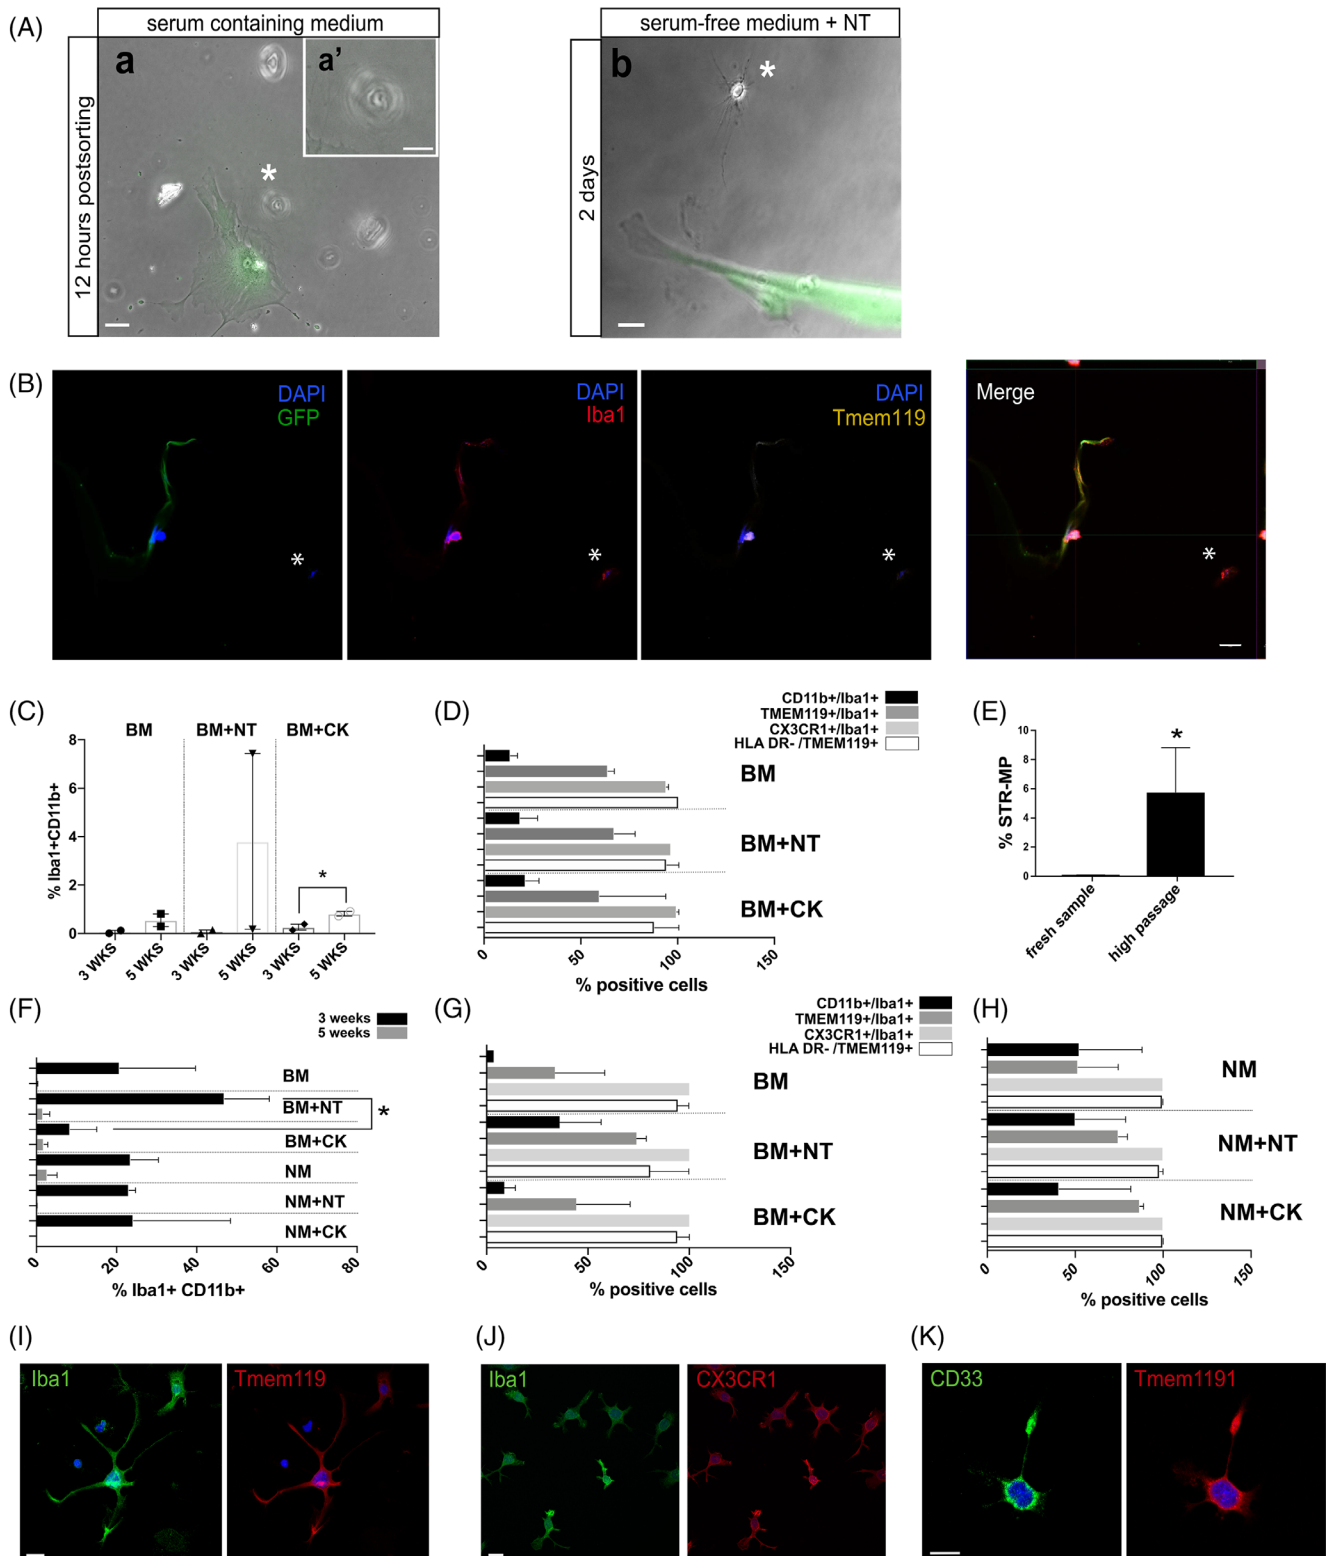 (A)
serum containing medium
serum-free medium + NT
12 hours postsorting
a
a'
*
2 days
b
*
(B)
DAPI
GFP
*
DAPI
Iba1
*
DAPI
Tmem119
*
Merge
*
(C)
BM
BM+NT
BM+CK
% Iba1+CD11b+
8
6
4
2
0
*
3 WKS
5 WKS
3 WKS
5 WKS
3 WKS
5 WKS
(D)
CD11b+/Iba1+
TMEM119+/Iba1+
CX3CR1+/Iba1+
HLA DR- /TMEM119+
BM
BM+NT
BM+CK
0
50
100
150
% positive cells
(E)
% STR-MP
10
8
6
4
2
0
*
fresh sample
high passage
(F)
3 weeks
5 weeks
BM
BM+NT
*
BM+CK
NM
NM+NT
NM+CK
0
20
40
60
80
% Iba1+ CD11b+
(G)
CD11b+/Iba1+
TMEM119+/Iba1+
CX3CR1+/Iba1+
HLA DR- /TMEM119+
BM
BM+NT
BM+CK
0
50
100
150
% positive cells
(H)
NM
NM+NT
NM+CK
0
50
100
150
% positive cells
(I)
Iba1
Tmem119
(J)
Iba1
CX3CR1
(K)
CD33
Tmem1191